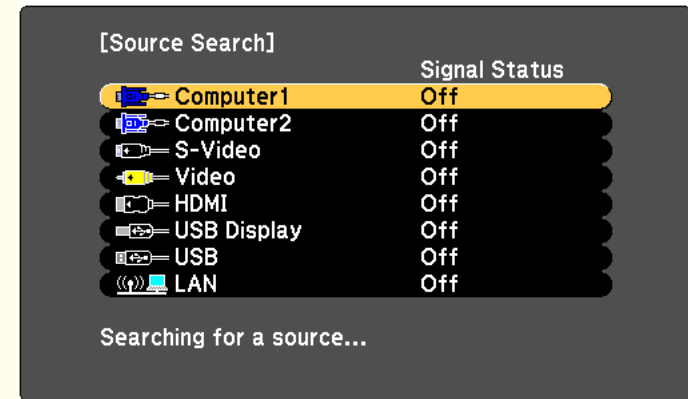 [Source Search]
Signal Status
Computer1 Off
Computer2 Off
S-Video Off
Video Off
HDMI Off
USB Display Off
USB Off
LAN Off
Searching for a source...